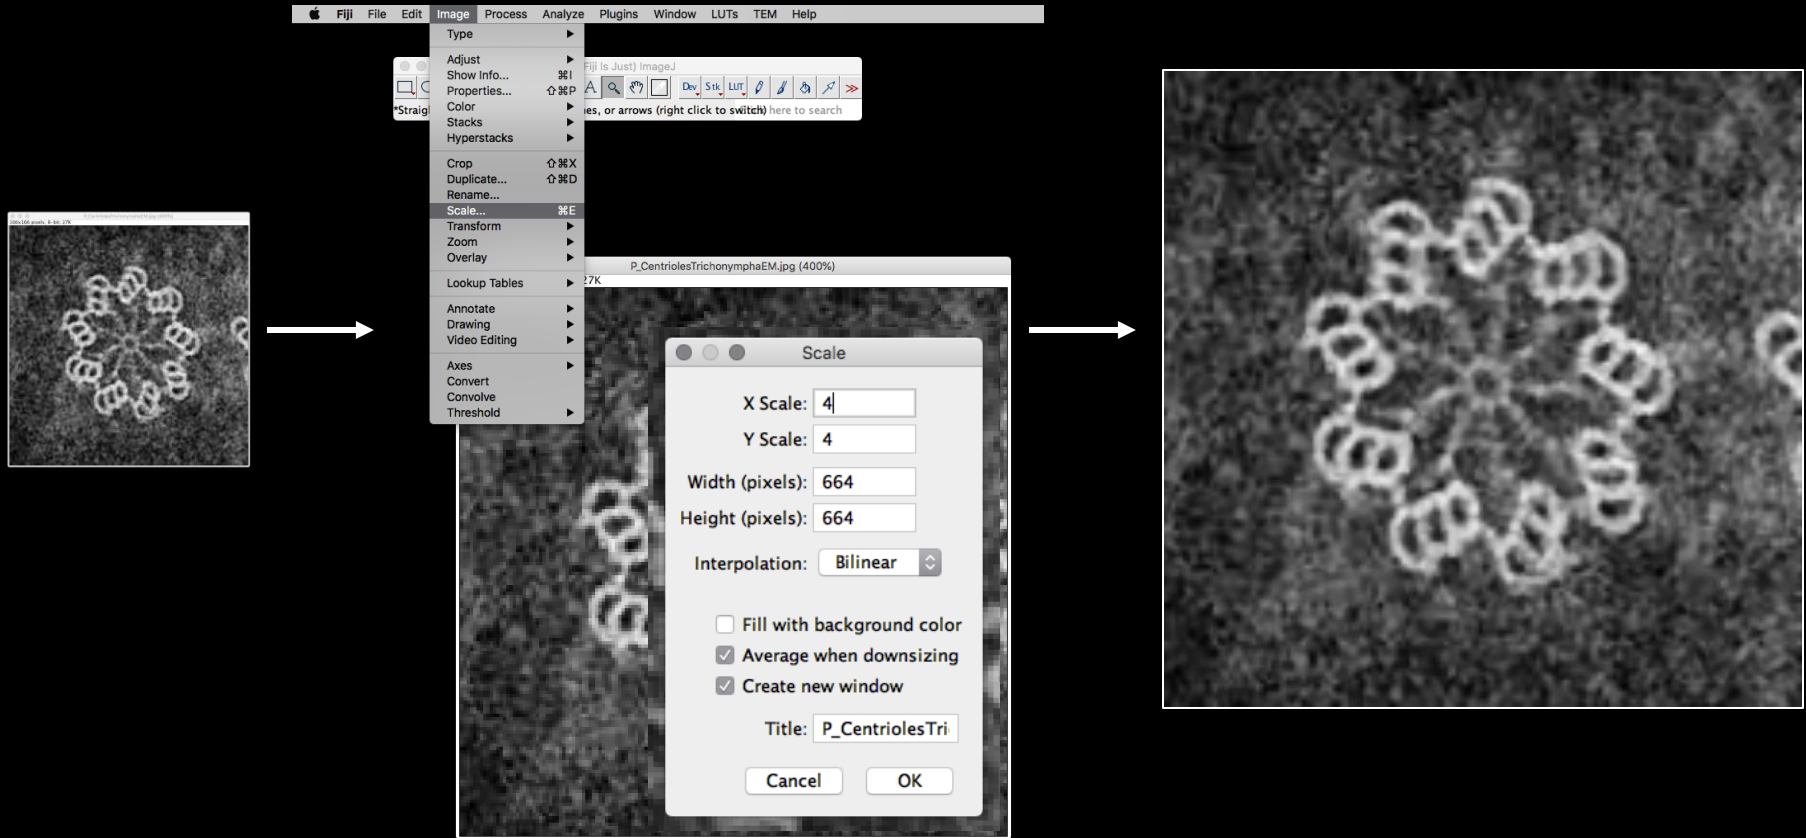 Fiji File Edit Image Process Analyze Plugins Window LUTs TEM Help
Type
Adjust
Show Info... ⌘I
Properties... ⇧⌘P
Color
Stacks
Hyperstacks
Crop ⇧⌘X
Duplicate... ⇧⌘D
Rename...
Scale... ⌘E
Transform
Zoom
Overlay
Lookup Tables
Annotate
Drawing
Video Editing
Axes
Convert
Convolve
Threshold
Fiji Is Just) ImageJ
A Dev Stk LUT
*Straigh
es, or arrows (right click to switch) here to search
P_CentriolesTrichonymphaEM.jpg (400%)
27K
Scale
X Scale: 4
Y Scale: 4
Width (pixels): 664
Height (pixels): 664
Interpolation: Bilinear
Fill with background color
Average when downsizing
Create new window
Title: P_CentriolesTri
Cancel OK